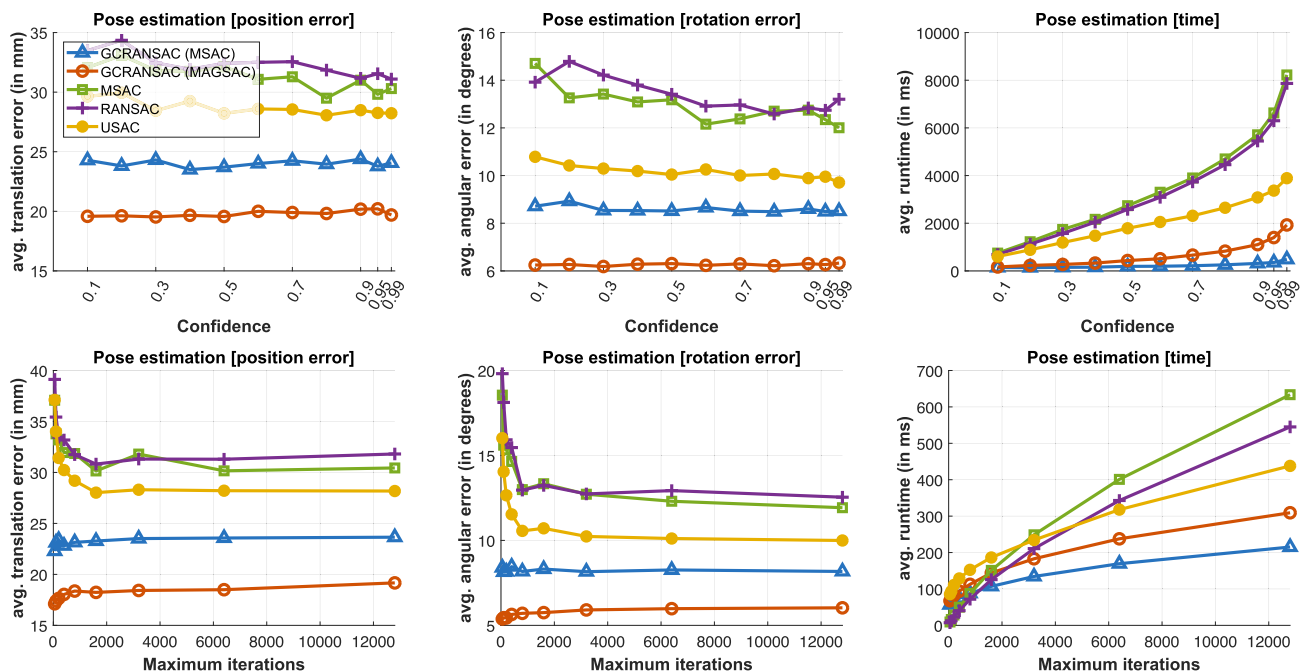 Pose estimation [position error]
35
30
25
20
15
avg. translation error (in mm)
GCRANSAC (MSAC)
GCRANSAC (MAGSAC)
MSAC
RANSAC
USAC
0.1
0.3
0.5
0.7
0.9
0.95
0.99
Confidence
Pose estimation [rotation error]
16
14
12
10
8
6
avg. angular error (in degrees)
0.1
0.3
0.5
0.7
0.9
0.95
0.99
Confidence
Pose estimation [time]
10000
8000
6000
4000
2000
0
avg. runtime (in ms)
0.1
0.3
0.5
0.7
0.9
0.95
0.99
Confidence
Pose estimation [position error]
40
35
30
25
20
15
avg. translation error (in mm)
0 2000 4000 6000 8000 10000 12000
Maximum iterations
Pose estimation [rotation error]
20
15
10
5
avg. angular error (in degrees)
0 2000 4000 6000 8000 10000 12000
Maximum iterations
Pose estimation [time]
700
600
500
400
300
200
100
0
avg. runtime (in ms)
0 2000 4000 6000 8000 10000 12000
Maximum iterations